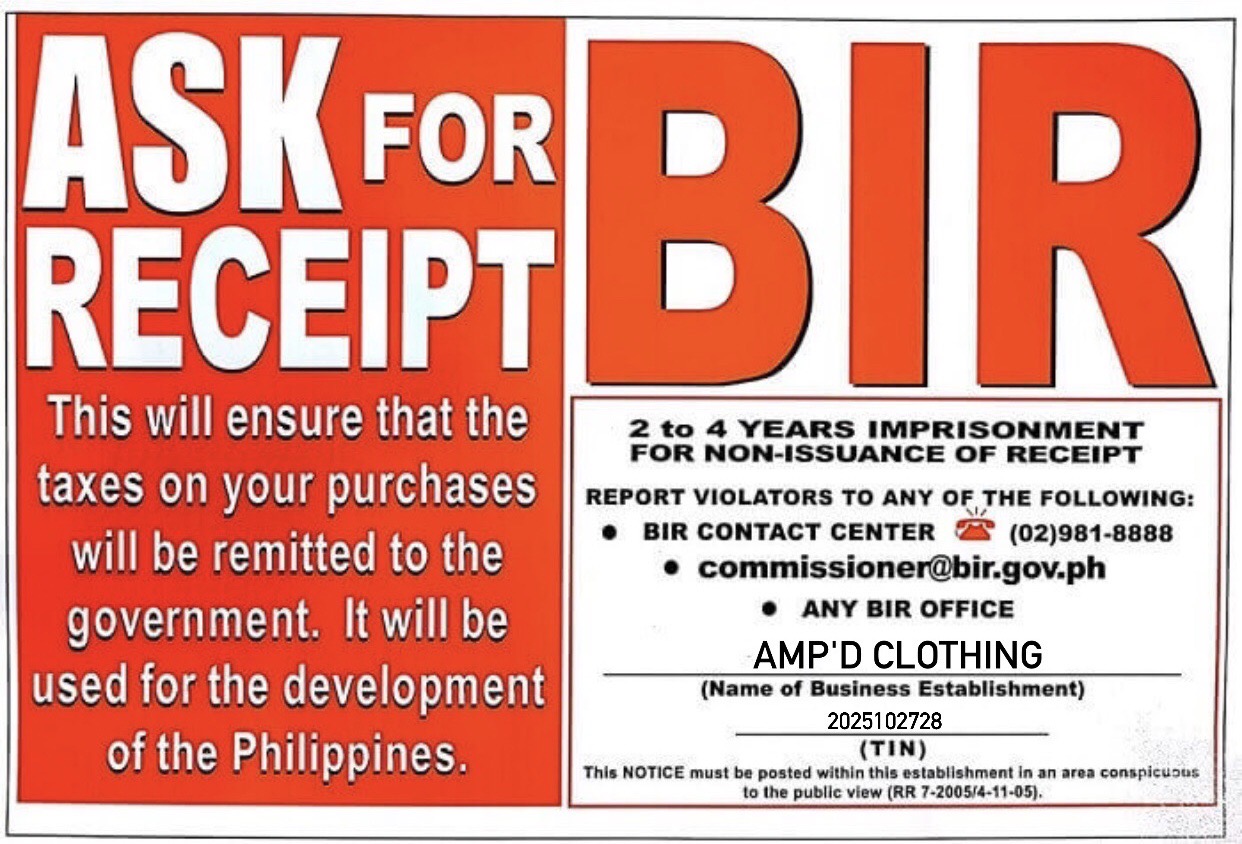 ASK FOR
RECEIPT
This will ensure that the
taxes on your purchases
will be remitted to the
government. It will be
used for the development
of the Philippines.
BIR
2 to 4 YEARS IMPRISONMENT
FOR NON-ISSUANCE OF RECEIPT
REPORT VIOLATORS TO ANY OF THE FOLLOWING:
• BIR CONTACT CENTER (02)981-8888
• commissioner@bir.gov.ph
• ANY BIR OFFICE
AMP'D CLOTHING
(Name of Business Establishment)
2025102728
(TIN)
This NOTICE must be posted within this establishment in an area conspicuous
to the public view (RR 7-2005/4-11-05).